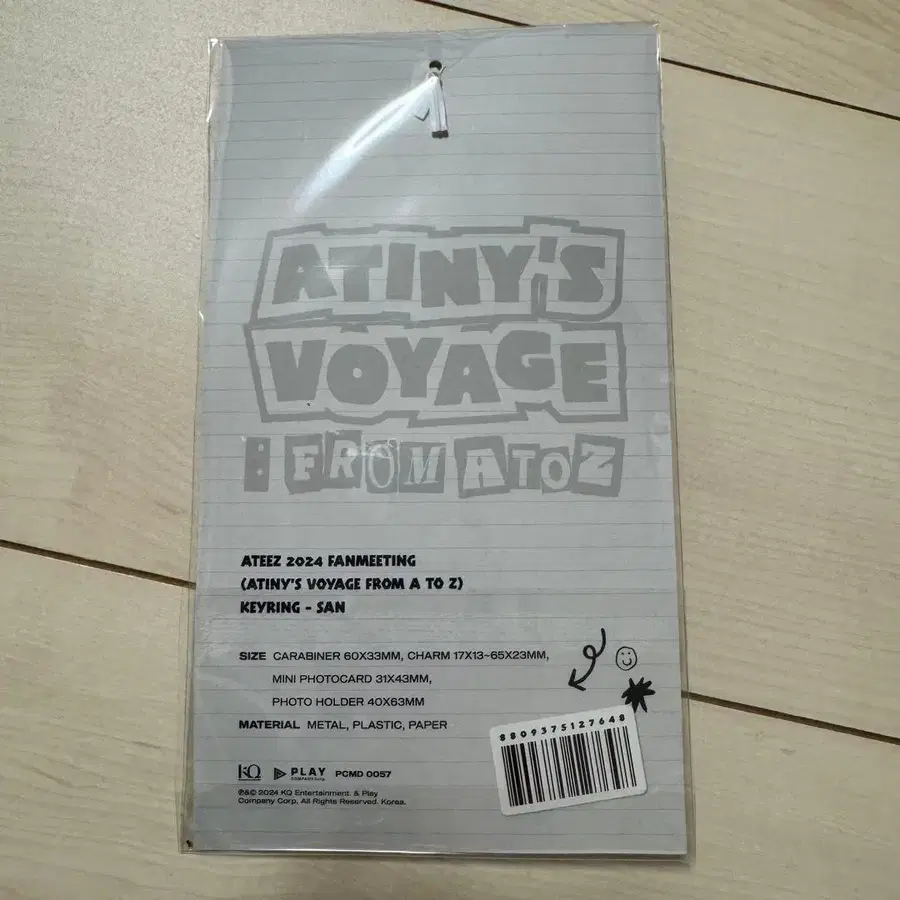 ATINY'S
VOYAGE
: FROM A TO Z
ATEEZ 2024 FANMEETING
(ATINY'S VOYAGE FROM A TO Z)
KEYRING - SAN
SIZE CARABINER 60X33MM, CHARM 17X13~65X23MM,
MINI PHOTOCARD 31X43MM,
PHOTO HOLDER 40X63MM
MATERIAL METAL, PLASTIC, PAPER
8809375127648
KQ PLAY COMPANY Corp. PCMD 0057
℗&© 2024 KQ Entertainment. & Play
Company Corp. All Rights Reserved. Korea.